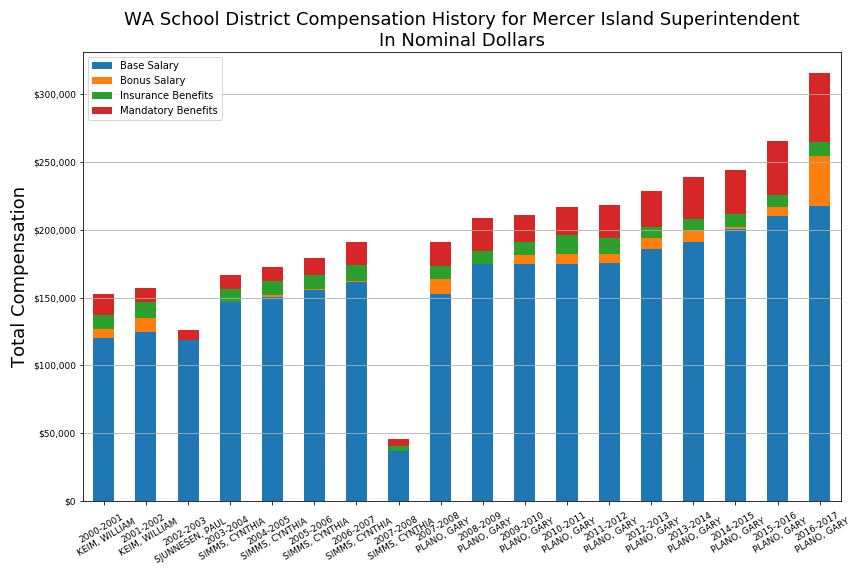 WA School District Compensation History for Mercer Island Superintendent
In Nominal Dollars
Base Salary
Bonus Salary
Insurance Benefits
Mandatory Benefits
Total Compensation
$300,000
$250,000
$200,000
$150,000
$100,000
$50,000
$0
2000-2001
KEIM, WILLIAM
2001-2002
KEIM, WILLIAM
2002-2003
SJUNNESEN, PAUL
2003-2004
SIMMS, CYNTHIA
2004-2005
SIMMS, CYNTHIA
2005-2006
SIMMS, CYNTHIA
2006-2007
SIMMS, CYNTHIA
2007-2008
SIMMS, CYNTHIA
2007-2008
PLANO, GARY
2008-2009
PLANO, GARY
2009-2010
PLANO, GARY
2010-2011
PLANO, GARY
2011-2012
PLANO, GARY
2012-2013
PLANO, GARY
2013-2014
PLANO, GARY
2014-2015
PLANO, GARY
2015-2016
PLANO, GARY
2016-2017
PLANO, GARY